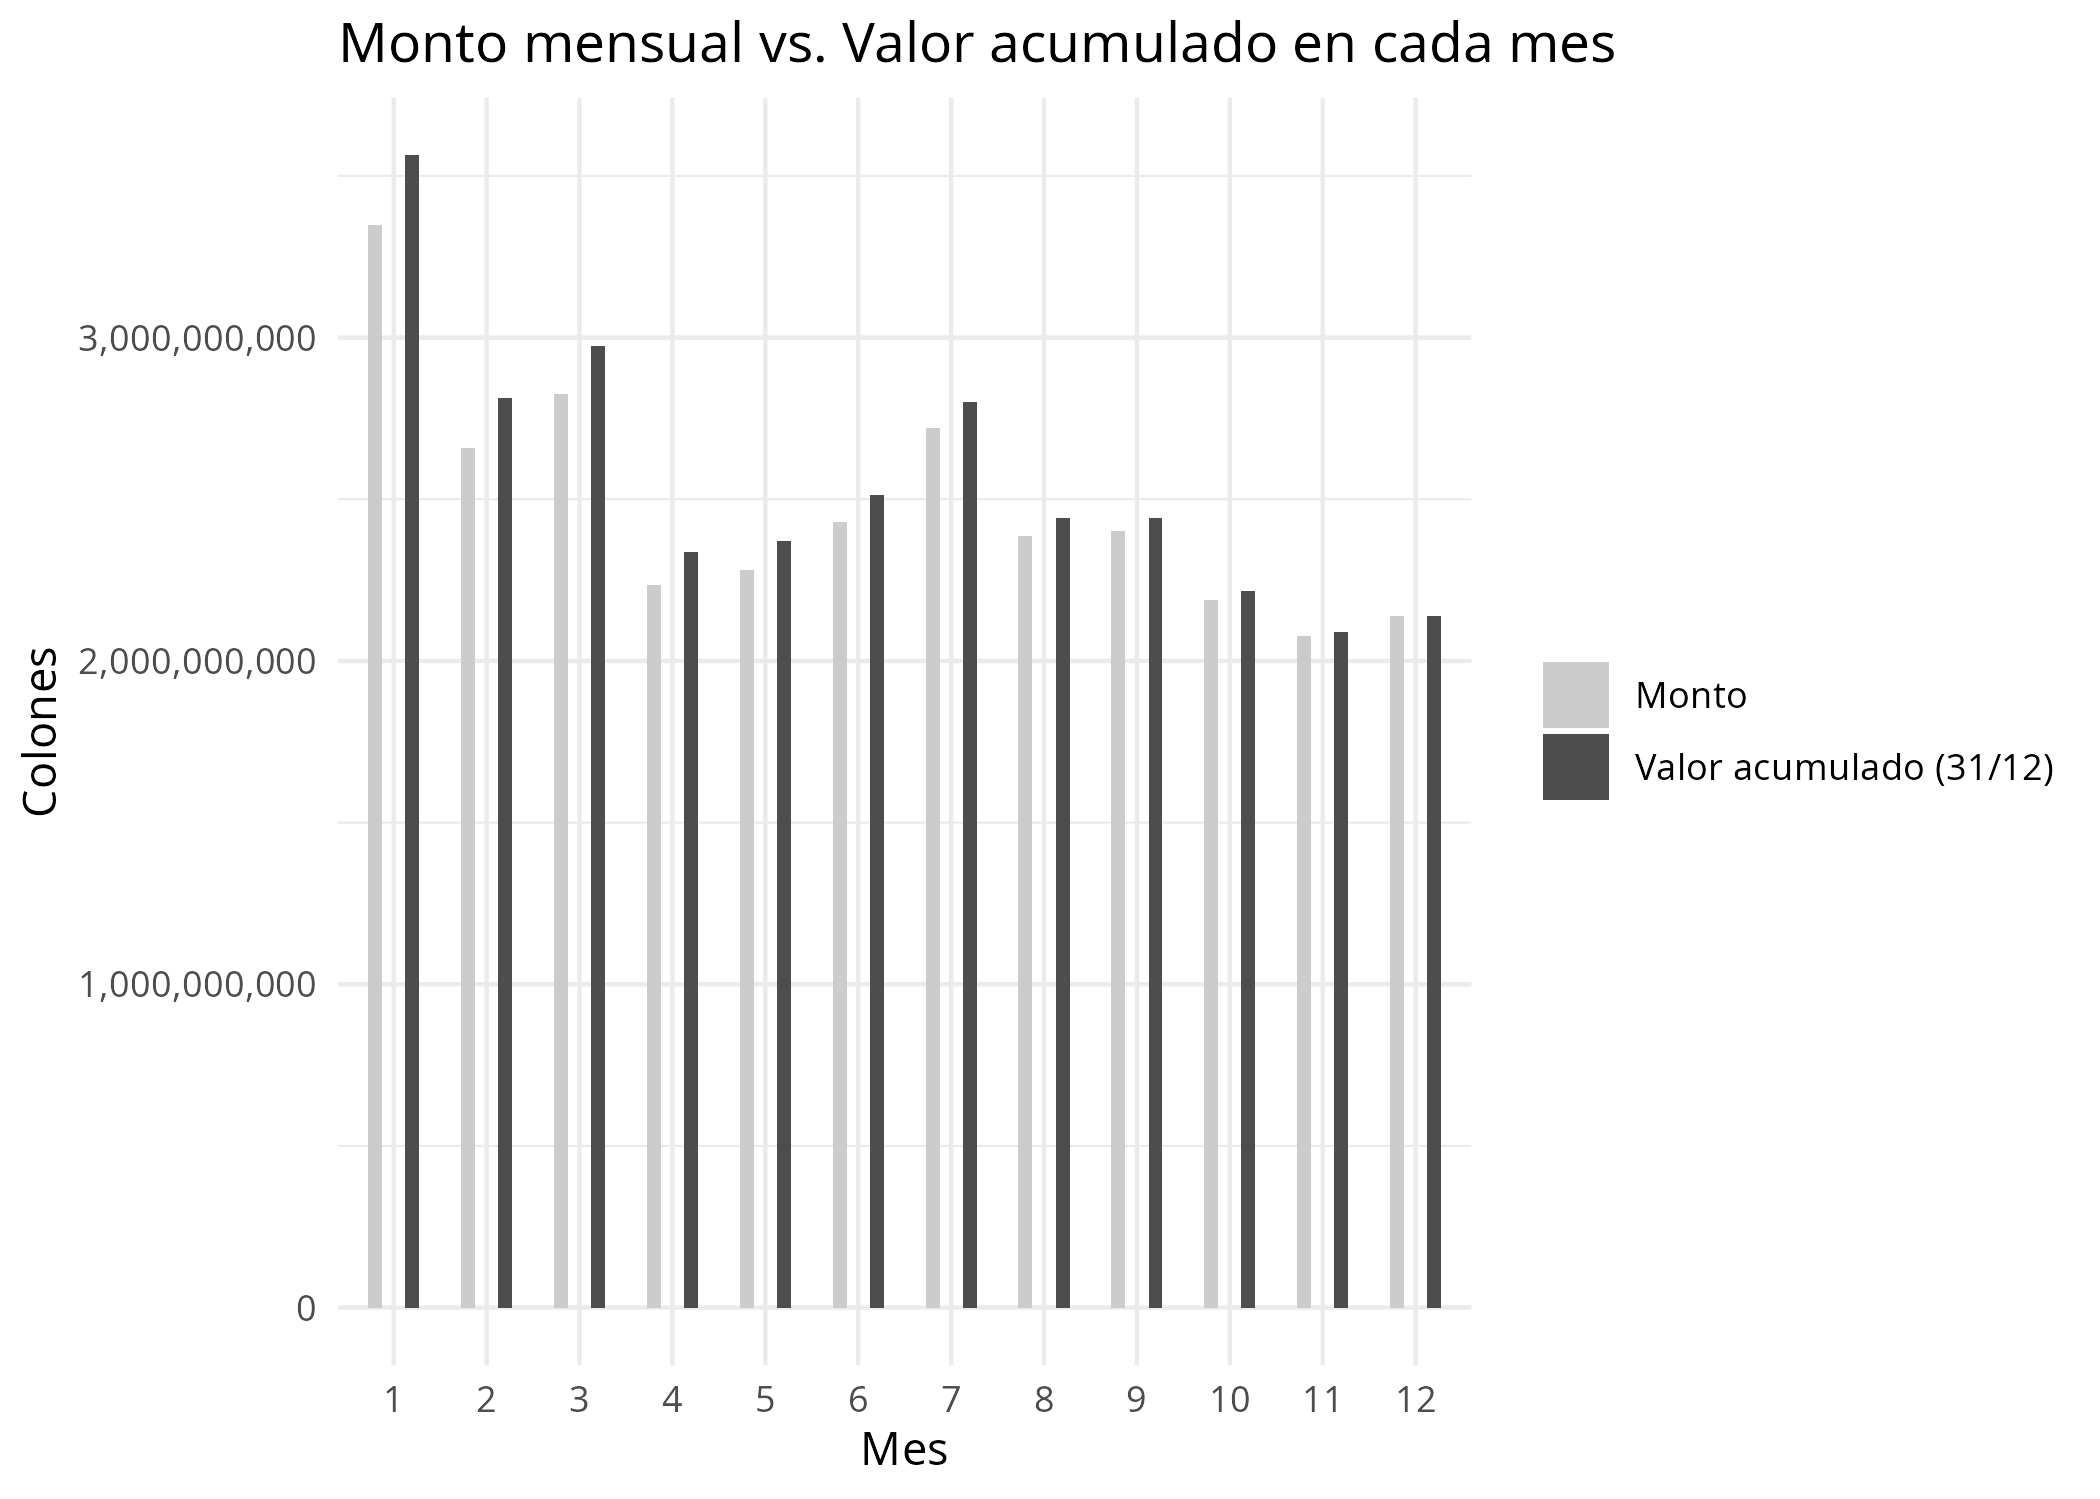 Monto mensual vs. Valor acumulado en cada mes
Colones
3,000,000,000
2,000,000,000
1,000,000,000
0
1 2 3 4 5 6 7 8 9 10 11 12
Mes
Monto
Valor acumulado (31/12)